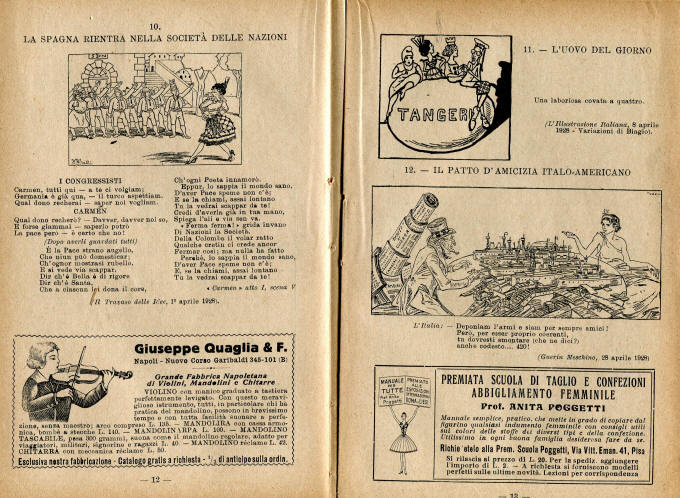 10.
LA SPAGNA RIENTRA NELLA SOCIETÀ DELLE NAZIONI
I CONGRESSISTI
Carmen, tutti qui — a te ci volgiam;
Germania è già qua, — il turco aspettiam.
Qual dono recherai — saper noi vogliam.
CARMEN
Qual dono recherò? — Davver, davver nol so,
E forse giammai — saperlo potrò
La pace però — è certo che no!
(Dopo averli guardati tutti)
È la Pace strano angello,
Che niun può domesticar;
Ch'ognor mostrasi rubello,
E si vede via scappar.
Dir ch'è Bella è di rigore
Dir ch'è Santa,
Che a ciascun lei dona il core,
Ch'ogni Poeta innamorò.
Eppur, lo sappia il mondo sano,
D'aver Pace speme non c'è;
E se la chiami, assai lontano
Tu la vedrai scappar da te!
Credi d'averla già in tua mano,
Spiega l'ali e via sen va.
« Ferma ferma! » grida invano
Di Nazioni la Società.
Della Colomba il volar ratto
Qualche cretin si crede ancor
Fermar così; ma nulla ha fatto
Perchè, lo sappia il mondo sano,
D'aver Pace speme non c'è,
E, se la chiami, assai lontano
Tu la vedrai scappar da te!
« Carmen » atto I, scena V
(Il Travaso delle Idee, 1º aprile 1928).
Giuseppe Quaglia & F.
Napoli - Nuovo Corso Garibaldi 345-101 (B)
Grande Fabbrica Napoletana
di Violini, Mandolini e Chitarre
VIOLINO con manico graduato e tastiera
perfettamente levigato. Con questo meravi-
glioso istrumento, tutti, in particolare chi ha
pratica del mandolino, possono in brevissimo
tempo e con tutta facilità suonare a perfe-
zione, senza maestro; arco compreso L. 135. — MANDOLIRA con cassa armo-
nica, bombè a stecche L. 145. — MANDOLINARPA L. 100. — MANDOLINO
TASCABILE, pesa 300 grammi, suona come il mandolino regolare, adatto per
viaggiatori, militari, signorine e ragazzi L. 40 — MANDOLINO réclame L. 42.
CHITARRA con meccanica réclame L. 50.
Esclusiva nostra fabbricazione - Catalogo gratis a richiesta - 1/3 di anticipo sulla ordin.
— 12 —
TANGERI
11. — L'UOVO DEL GIORNO
Una laboriosa covata a quattro.
(L'Illustrazione Italiana, 8 aprile
1928 - Variazioni di Biagio).
12. — IL PATTO D'AMICIZIA ITALO-AMERICANO
L'Italia: — Deponiam l'armi e siam per sempre amici!
Però, per esser proprio coerenti,
tu dovresti smontare (che ne dici?)
anche codesto.... 420!
(Guerin Meschino, 28 aprile 1928)
MANUALE
PER
TUTTE
Prof. Anita
Poggetti
PREMIATA SCUOLA DI TAGLIO E CONFEZIONI
ABBIGLIAMENTO FEMMINILE
Prof. ANITA POGGETTI
Manuale semplice, pratico, che mette in grado di copiare dal
figurino qualsiasi indumento femminile con consigli utili
sui colori delle stoffe dei diversi tipi e della confezione.
Utilissimo in ogni buona famiglia desiderosa fare da se.
Richiedetelo alla Prem. Scuola Poggetti, Via Vitt. Eman. 41, Pisa
Si rilascia al prezzo di L. 20. Per la spediz. aggiungere
l'importo di L. 2. — A richiesta si forniscono modelli
perfetti sulle ultime novità. Lezioni per corrispondenza
— 13 —